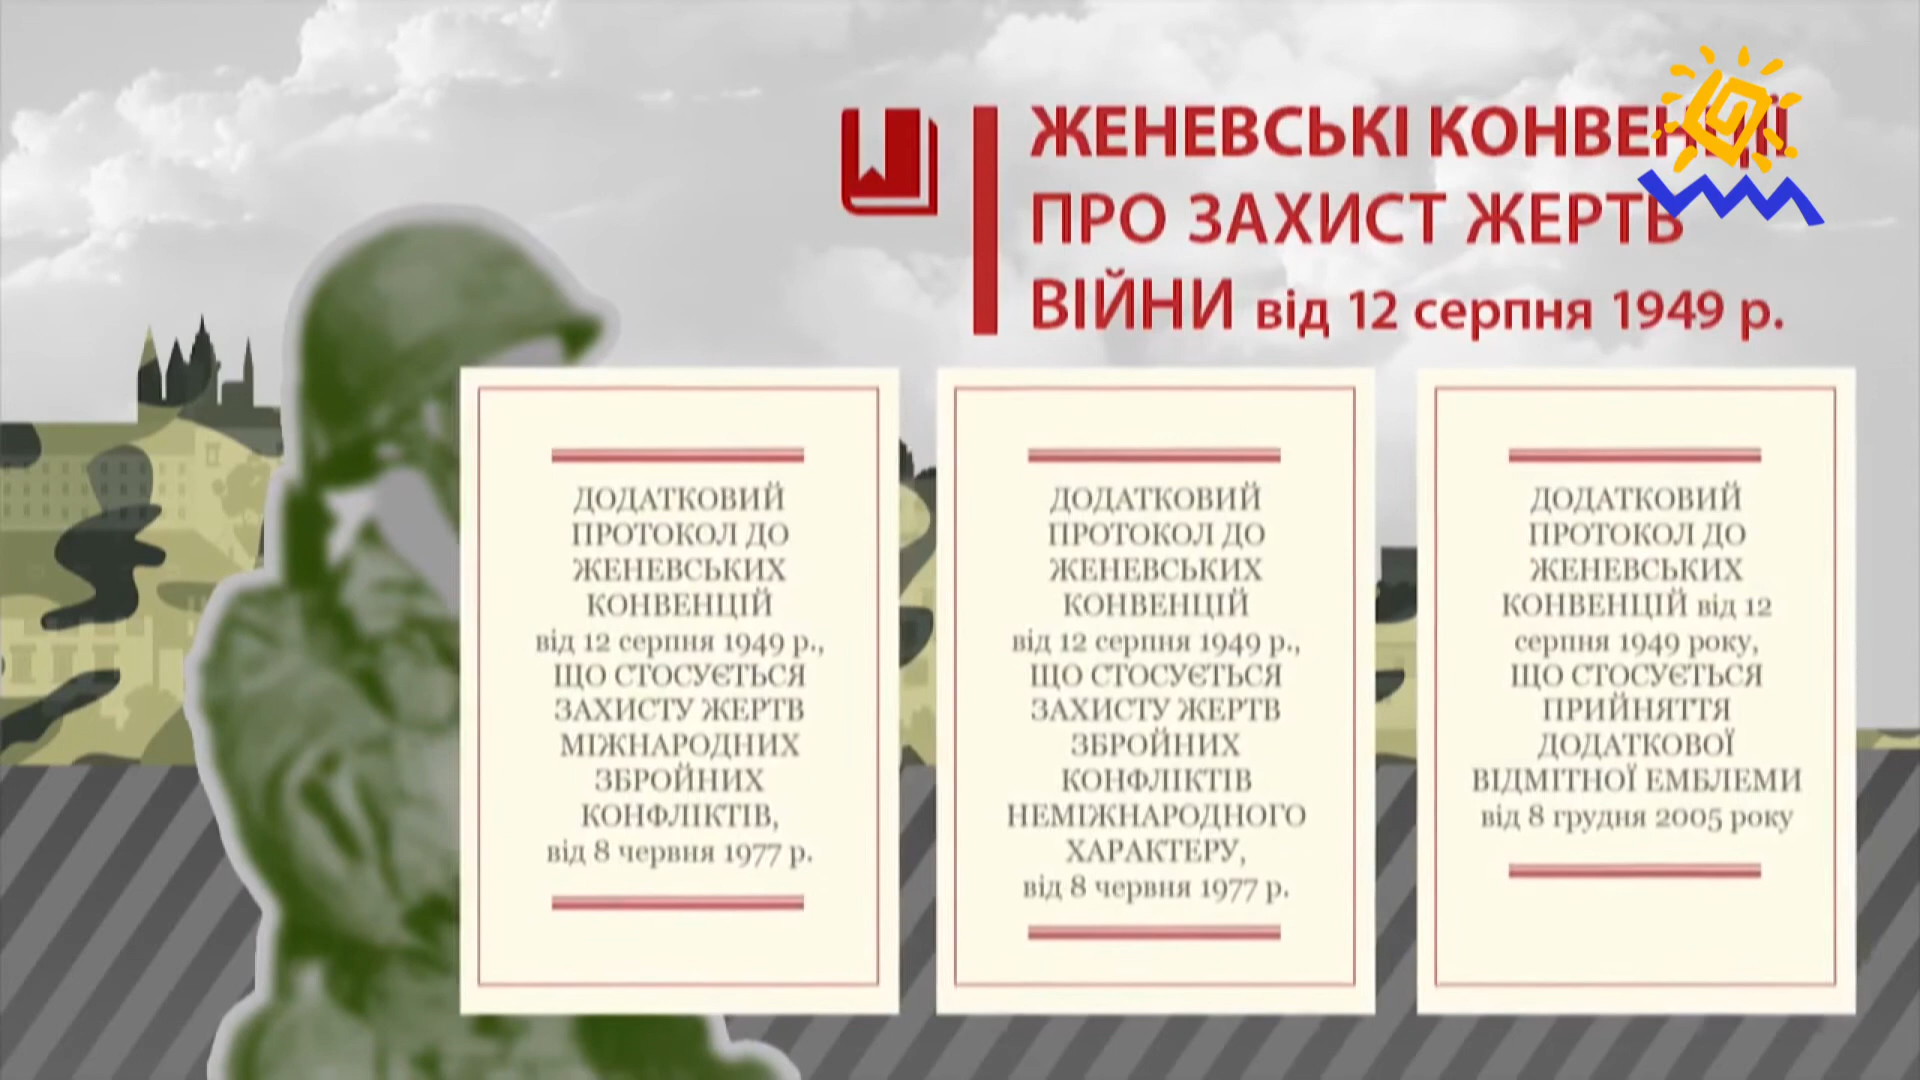 ЖЕНЕВСЬКІ КОНВЕНЦІЇ
ПРО ЗАХИСТ ЖЕРТВ
ВІЙНИ від 12 серпня 1949 р.
ДОДАТКОВИЙ
ПРОТОКОЛ ДО
ЖЕНЕВСЬКИХ
КОНВЕНЦІЙ
від 12 серпня 1949 р.,
ЩО СТОСУЄТЬСЯ
ЗАХИСТУ ЖЕРТВ
МІЖНАРОДНИХ
ЗБРОЙНИХ
КОНФЛІКТІВ,
від 8 червня 1977 р.
ДОДАТКОВИЙ
ПРОТОКОЛ ДО
ЖЕНЕВСЬКИХ
КОНВЕНЦІЙ
від 12 серпня 1949 р.,
ЩО СТОСУЄТЬСЯ
ЗАХИСТУ ЖЕРТВ
ЗБРОЙНИХ
КОНФЛІКТІВ
НЕМІЖНАРОДНОГО
ХАРАКТЕРУ,
від 8 червня 1977 р.
ДОДАТКОВИЙ
ПРОТОКОЛ ДО
ЖЕНЕВСЬКИХ
КОНВЕНЦІЙ від 12
серпня 1949 року,
ЩО СТОСУЄТЬСЯ
ПРИЙНЯТТЯ
ДОДАТКОВОЇ
ВІДМІТНОЇ ЕМБЛЕМИ
від 8 грудня 2005 року